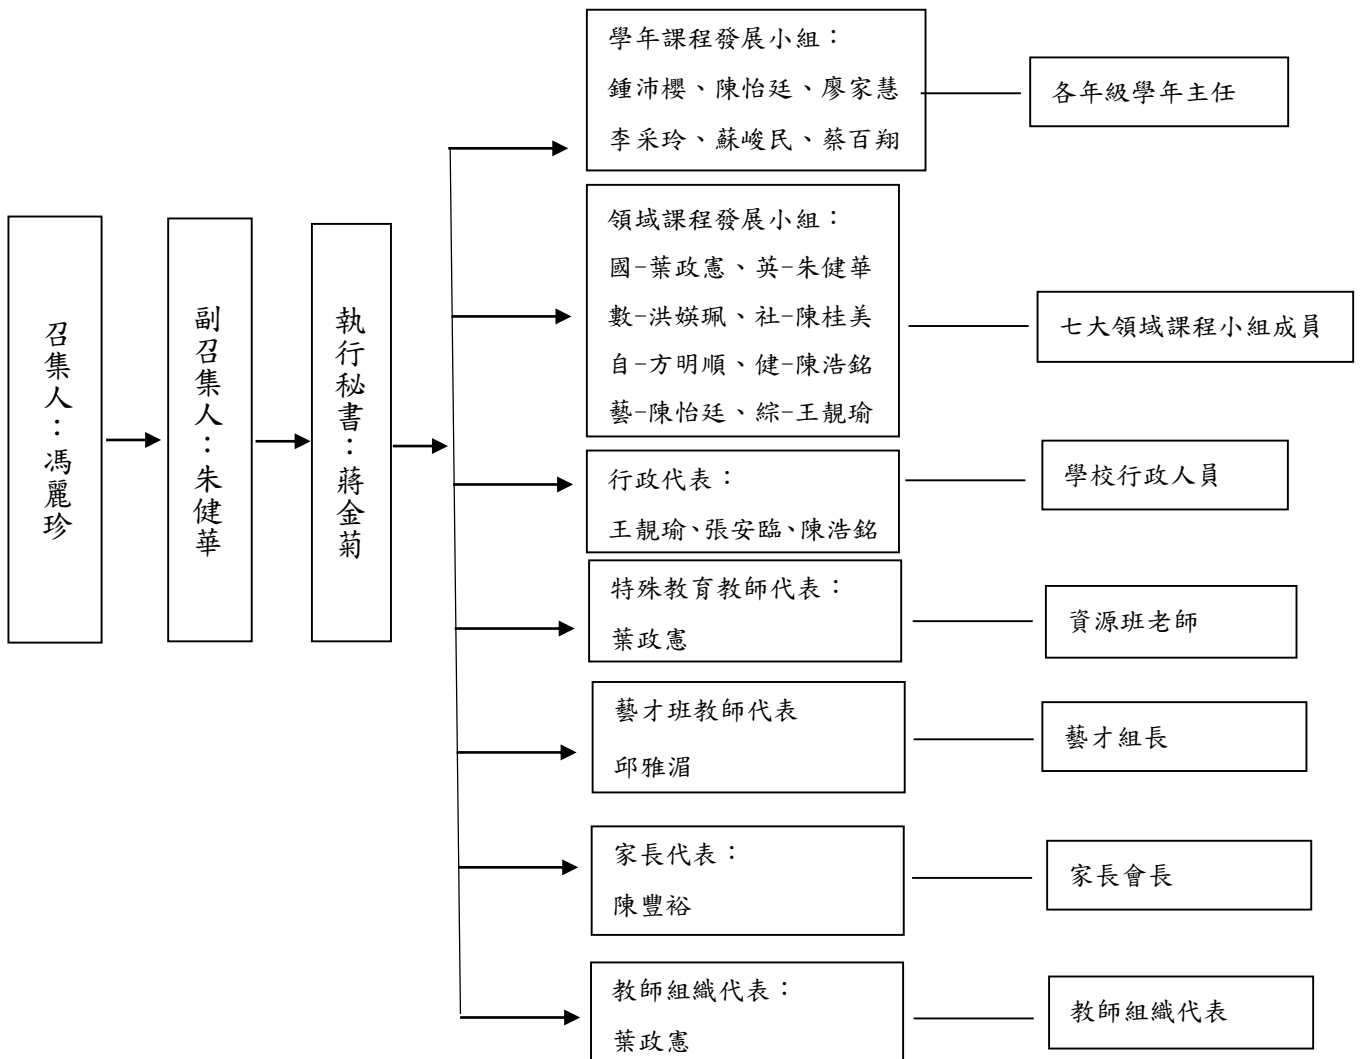 召集人：馮麗珍
副召集人：朱健華
執行秘書：蔣金菊
學年課程發展小組：
鍾沛櫻、陳怡廷、廖家慧
李采玲、蘇峻民、蔡百翔
各年級學年主任
領域課程發展小組：
國-葉政憲、英-朱健華
數-洪媖珮、社-陳桂美
自-方明順、健-陳浩銘
藝-陳怡廷、綜-王靚瑜
七大領域課程小組成員
行政代表：
王靚瑜、張安臨、陳浩銘
學校行政人員
特殊教育教師代表：
葉政憲
資源班老師
藝才班教師代表
邱雅湄
藝才組長
家長代表：
陳豐裕
家長會長
教師組織代表：
葉政憲
教師組織代表